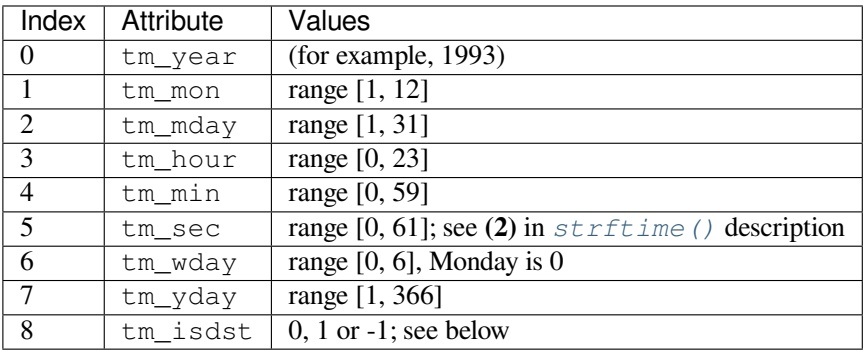 Index Attribute Values
0 tm_year (for example, 1993)
1 tm_mon range [1, 12]
2 tm_mday range [1, 31]
3 tm_hour range [0, 23]
4 tm_min range [0, 59]
5 tm_sec range [0, 61]; see (2) in strftime() description
6 tm_wday range [0, 6], Monday is 0
7 tm_yday range [1, 366]
8 tm_isdst 0, 1 or -1; see below